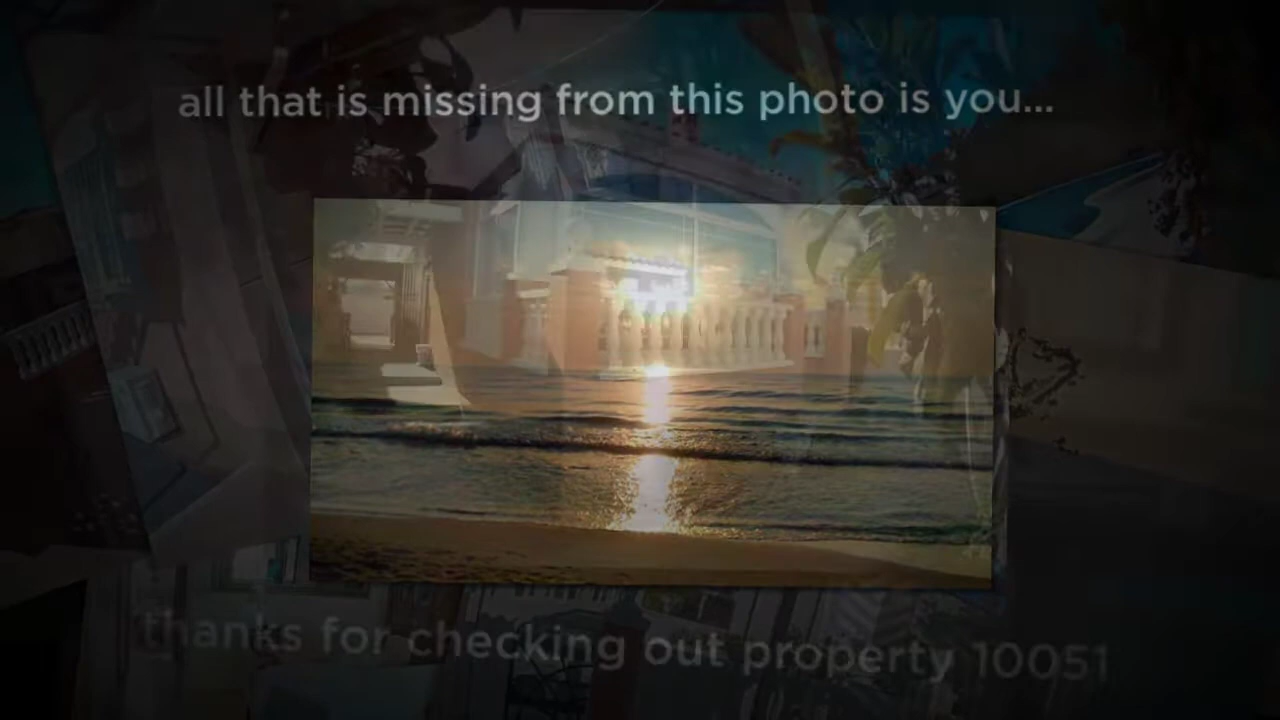 all that is missing from this photo is you...
thanks for checking out property 10051